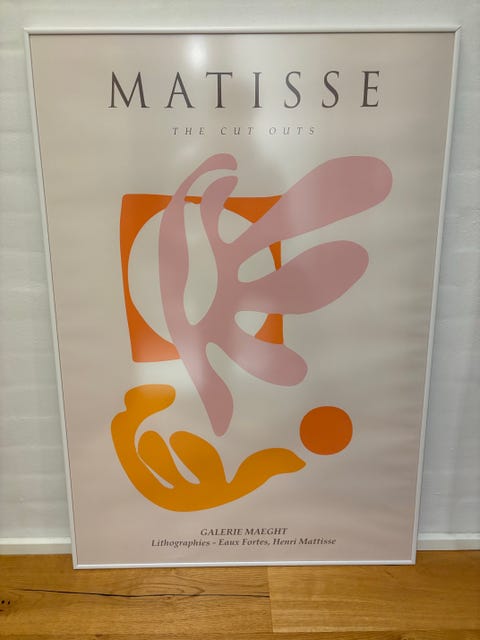 MATISSE
THE CUT OUTS
GALERIE MAEGHT
Lithographies - Eaux Fortes, Henri Mattisse